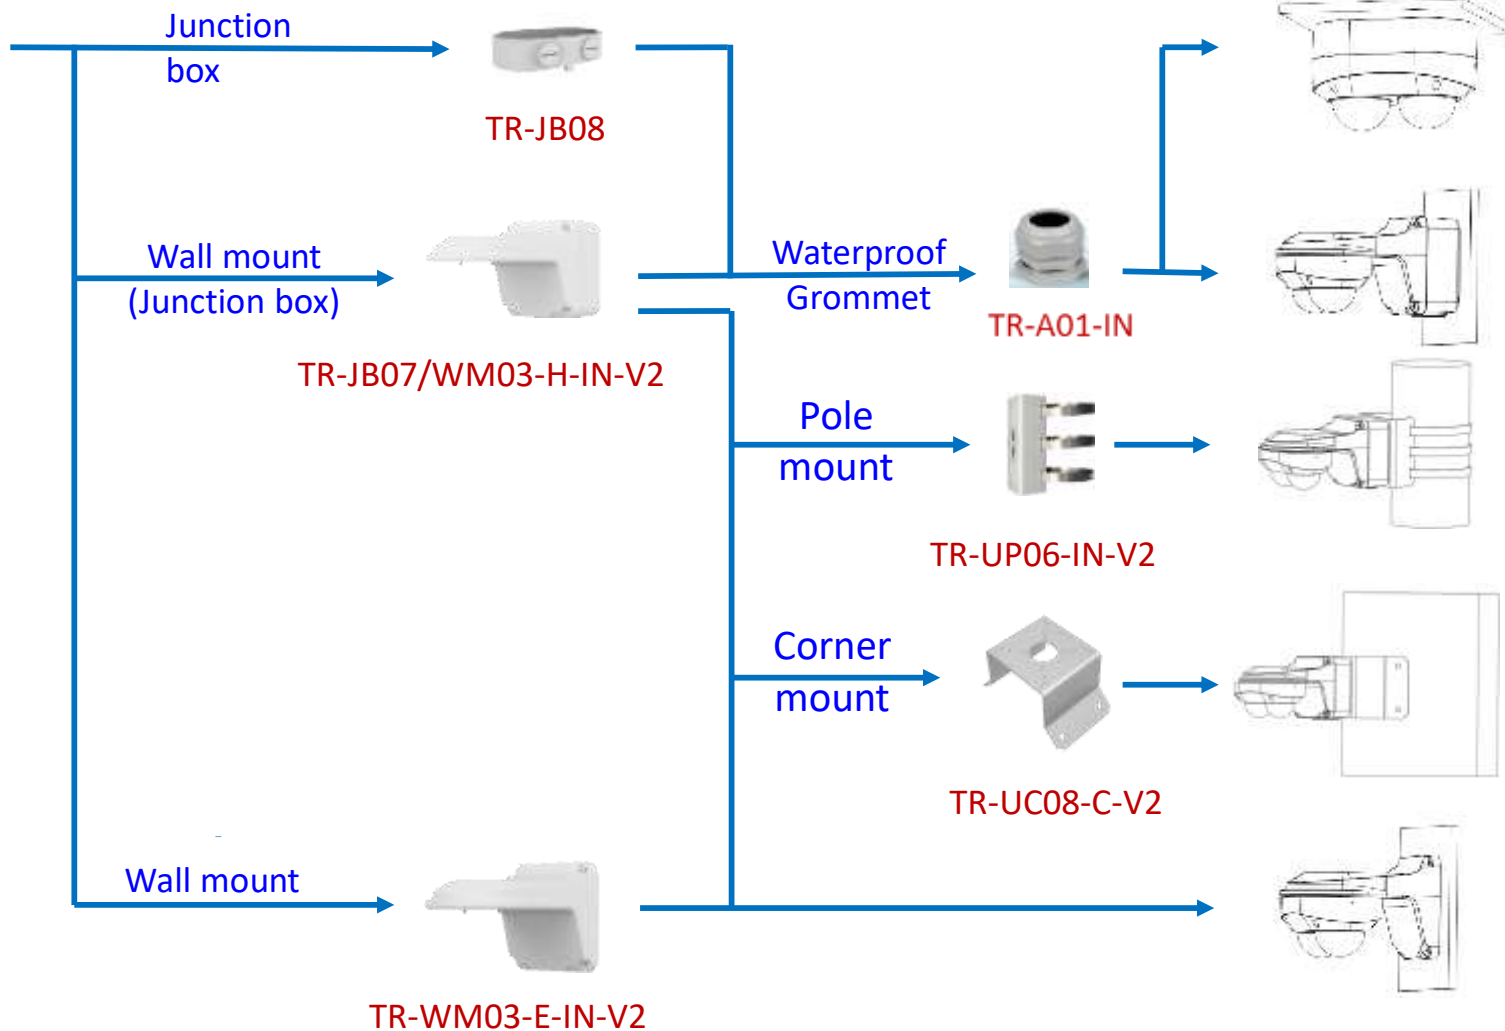 Junction
box
TR-JB08
Wall mount
(Junction box)
TR-JB07/WM03-H-IN-V2
Waterproof
Grommet
TR-A01-IN
Pole
mount
TR-UP06-IN-V2
Corner
mount
TR-UC08-C-V2
Wall mount
TR-WM03-E-IN-V2